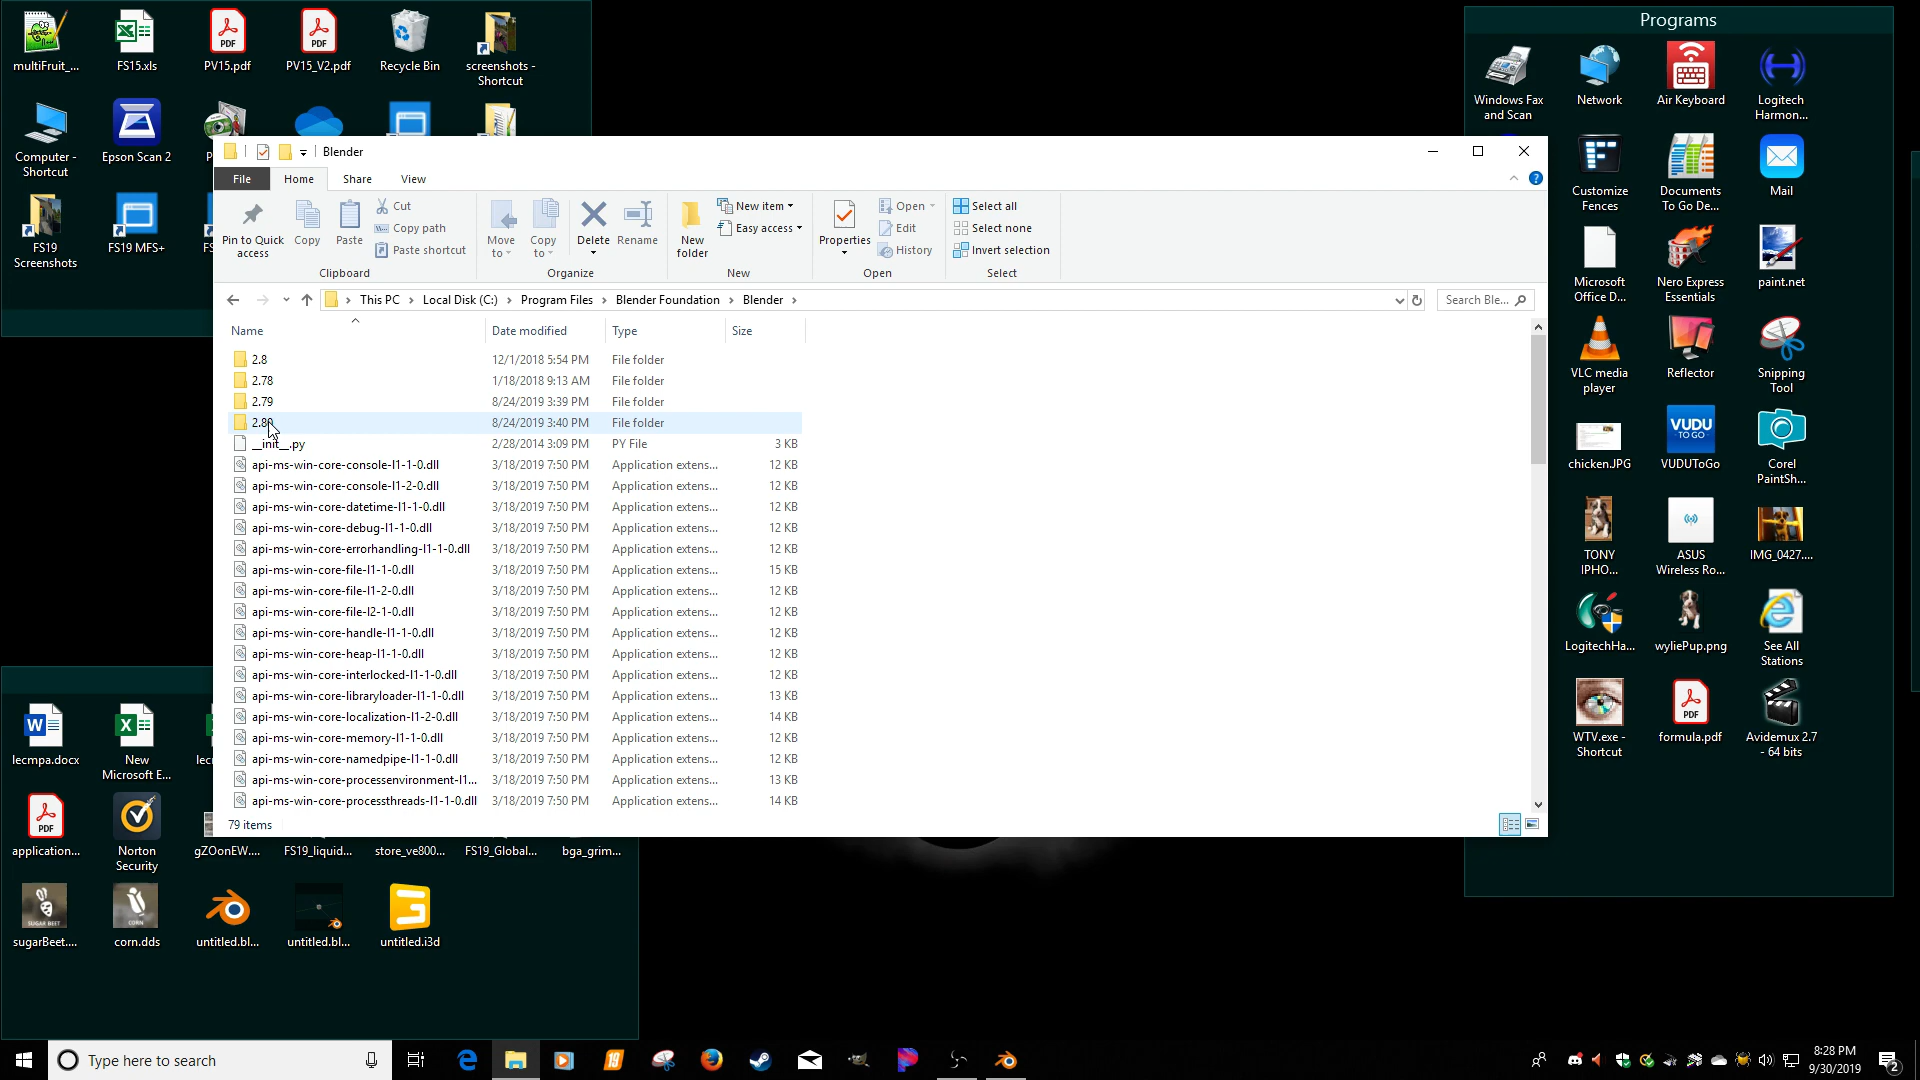 multiFruit_...
FS15.xls
PV15.pdf
PV15_V2.pdf
Recycle Bin
screenshots -
Shortcut
Computer -
Shortcut
Epson Scan 2
FS19
Screenshots
FS19 MFS+
Blender
File
Home
Share
View
Pin to Quick
access
Copy
Paste
Cut
Copy path
Paste shortcut
Clipboard
Move
to
Copy
to
Delete
Rename
Organize
New
folder
New item
Easy access
New
Properties
Open
Edit
History
Open
Select all
Select none
Invert selection
Select
This PC
Local Disk (C:)
Program Files
Blender Foundation
Blender
Search Ble...
Name
Date modified
Type
Size
2.8 12/1/2018 5:54 PM File folder
2.78 1/18/2018 9:13 AM File folder
2.79 8/24/2019 3:39 PM File folder
2.80 8/24/2019 3:40 PM File folder
__init__.py 2/28/2014 3:09 PM PY File 3 KB
api-ms-win-core-console-l1-1-0.dll 3/18/2019 7:50 PM Application extens... 12 KB
api-ms-win-core-console-l1-2-0.dll 3/18/2019 7:50 PM Application extens... 12 KB
api-ms-win-core-datetime-l1-1-0.dll 3/18/2019 7:50 PM Application extens... 12 KB
api-ms-win-core-debug-l1-1-0.dll 3/18/2019 7:50 PM Application extens... 12 KB
api-ms-win-core-errorhandling-l1-1-0.dll 3/18/2019 7:50 PM Application extens... 12 KB
api-ms-win-core-file-l1-1-0.dll 3/18/2019 7:50 PM Application extens... 15 KB
api-ms-win-core-file-l1-2-0.dll 3/18/2019 7:50 PM Application extens... 12 KB
api-ms-win-core-file-l2-1-0.dll 3/18/2019 7:50 PM Application extens... 12 KB
api-ms-win-core-handle-l1-1-0.dll 3/18/2019 7:50 PM Application extens... 12 KB
api-ms-win-core-heap-l1-1-0.dll 3/18/2019 7:50 PM Application extens... 12 KB
api-ms-win-core-interlocked-l1-1-0.dll 3/18/2019 7:50 PM Application extens... 12 KB
api-ms-win-core-libraryloader-l1-1-0.dll 3/18/2019 7:50 PM Application extens... 13 KB
api-ms-win-core-localization-l1-2-0.dll 3/18/2019 7:50 PM Application extens... 14 KB
api-ms-win-core-memory-l1-1-0.dll 3/18/2019 7:50 PM Application extens... 12 KB
api-ms-win-core-namedpipe-l1-1-0.dll 3/18/2019 7:50 PM Application extens... 12 KB
api-ms-win-core-processenvironment-l1... 3/18/2019 7:50 PM Application extens... 13 KB
api-ms-win-core-processthreads-l1-1-0.dll 3/18/2019 7:50 PM Application extens... 14 KB
79 items
Programs
Windows Fax
and Scan
Network
Air Keyboard
Logitech
Harmon...
Customize
Fences
Documents
To Go De...
Mail
Microsoft
Office D...
Nero Express
Essentials
paint.net
VLC media
player
Reflector
Snipping
Tool
chicken.JPG
VUDU
TO GO
VUDUToGo
Corel
PaintSh...
TONY
IPHO...
ASUS
Wireless Ro...
IMG_0427....
LogitechHa...
wyliePup.png
See All
Stations
WTV.exe -
Shortcut
formula.pdf
Avidemux 2.7
- 64 bits
lecmpa.docx
New
Microsoft E...
application....
Norton
Security
gZOonEW....
FS19_liquid...
store_ve800...
FS19_Global...
bga_grim...
sugarBeet....
corn.dds
untitled.bl...
untitled.bl...
untitled.i3d
Type here to search
8:28 PM
9/30/2019
2